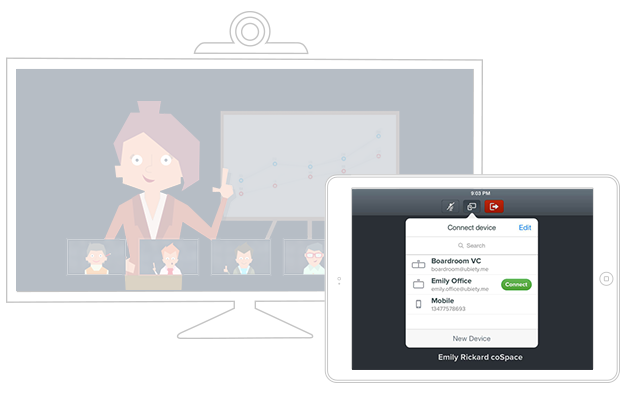 9:03 PM
Connect device Edit
Search
Boardroom VC
boardroom@ubiety.me
Emily Office
emily.office@ubiety.me
Connect
Mobile
13477578693
New Device
Emily Rickard coSpace